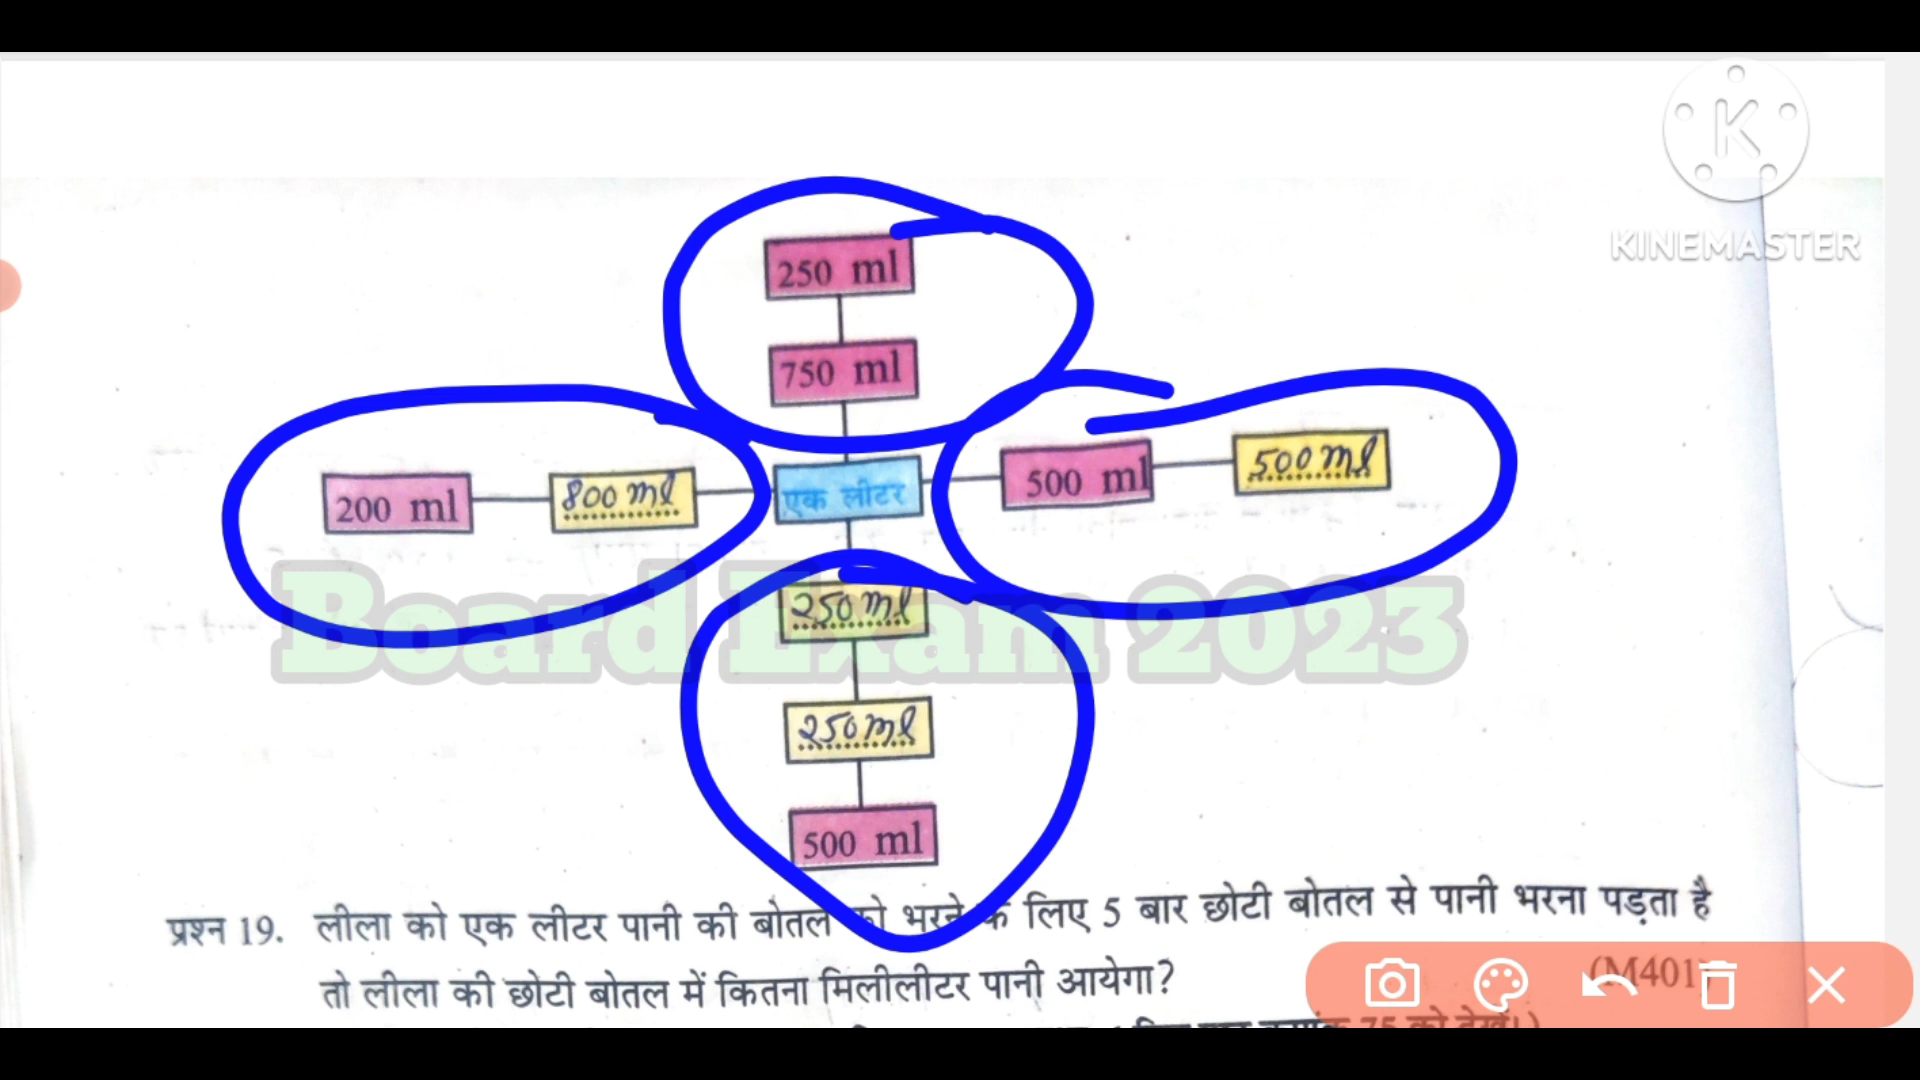 KINEMASTER
250 ml
750 ml
200 ml 800 ml एक लीटर 500 ml 500 ml
Board Exam 2023
250 ml
250 ml
500 ml
प्रश्न 19. लीला को एक लीटर पानी की बोतल को भरने के लिए 5 बार छोटी बोतल से पानी भरना पड़ता है
तो लीला की छोटी बोतल में कितना मिलीलीटर पानी आयेगा? (M401)
75 को देखें।)